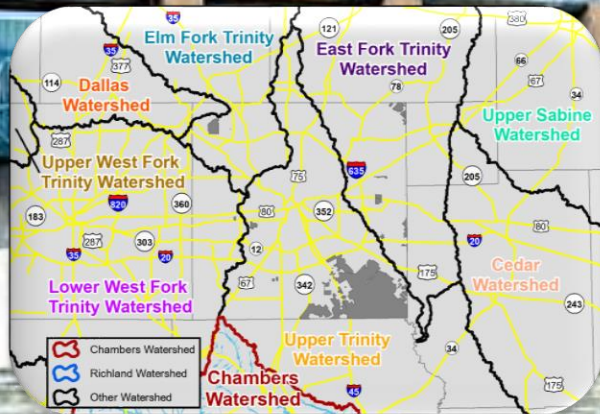 35
121
205
380
Elm Fork Trinity
Watershed
East Fork Trinity
Watershed
35
377
66
114
78
67
34
Dallas
Watershed
Upper Sabine
Watershed
287
Upper West Fork
Trinity Watershed
635
75
205
820
360
183
80
352
80
287
303
12
20
35
20
175
Cedar
Watershed
67
342
243
Lower West Fork
Trinity Watershed
Upper Trinity
Watershed
34
Chambers Watershed
Richland Watershed
Other Watershed
Chambers
Watershed
45
175